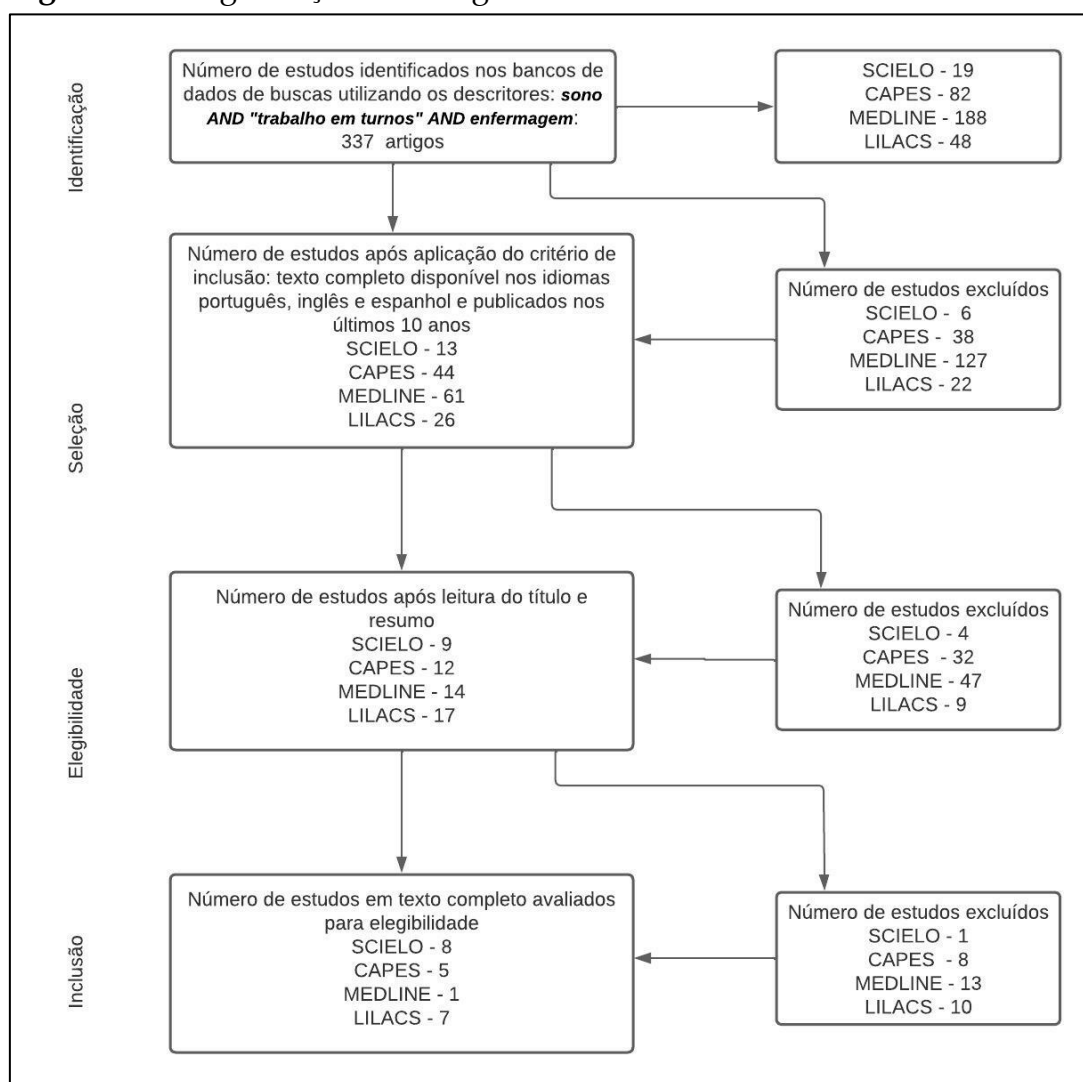 Identificação
Número de estudos identificados nos bancos de
dados de buscas utilizando os descritores: sono
AND "trabalho em turnos" AND enfermagem:
337 artigos
SCIELO - 19
CAPES - 82
MEDLINE - 188
LILACS - 48
Seleção
Número de estudos após aplicação do critério de
inclusão: texto completo disponível nos idiomas
português, inglês e espanhol e publicados nos
últimos 10 anos
SCIELO - 13
CAPES - 44
MEDLINE - 61
LILACS - 26
Número de estudos excluídos
SCIELO - 6
CAPES - 38
MEDLINE - 127
LILACS - 22
Elegibilidade
Número de estudos após leitura do título e
resumo
SCIELO - 9
CAPES - 12
MEDLINE - 14
LILACS - 17
Número de estudos excluídos
SCIELO - 4
CAPES - 32
MEDLINE - 47
LILACS - 9
Inclusão
Número de estudos em texto completo avaliados
para elegibilidade
SCIELO - 8
CAPES - 5
MEDLINE - 1
LILACS - 7
Número de estudos excluídos
SCIELO - 1
CAPES - 8
MEDLINE - 13
LILACS - 10